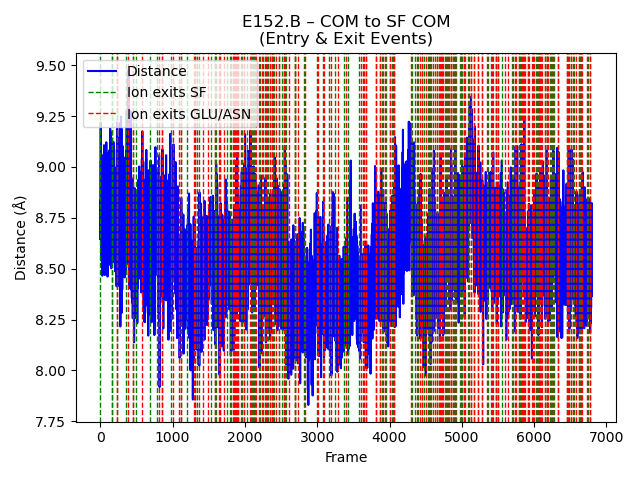 E152.B – COM to SF COM
(Entry & Exit Events)
Distance
Ion exits SF
Ion exits GLU/ASN
Distance (Å)
9.50
9.25
9.00
8.75
8.50
8.25
8.00
7.75
0
1000
2000
3000
4000
5000
6000
7000
Frame